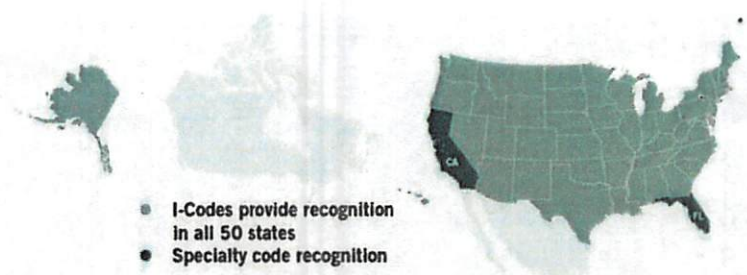 I-Codes provide recognition
in all 50 states
Specialty code recognition
CA
FL